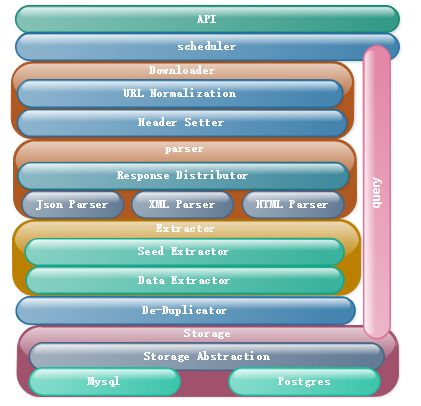 API
scheduler
Downloader
URL Normalization
Header Setter
parser
Response Distributor
Json Parser
XML Parser
HTML Parser
query
Extractor
Seed Extractor
Data Extractor
De-Duplicator
Storage
Storage Abstraction
Mysql
Postgres